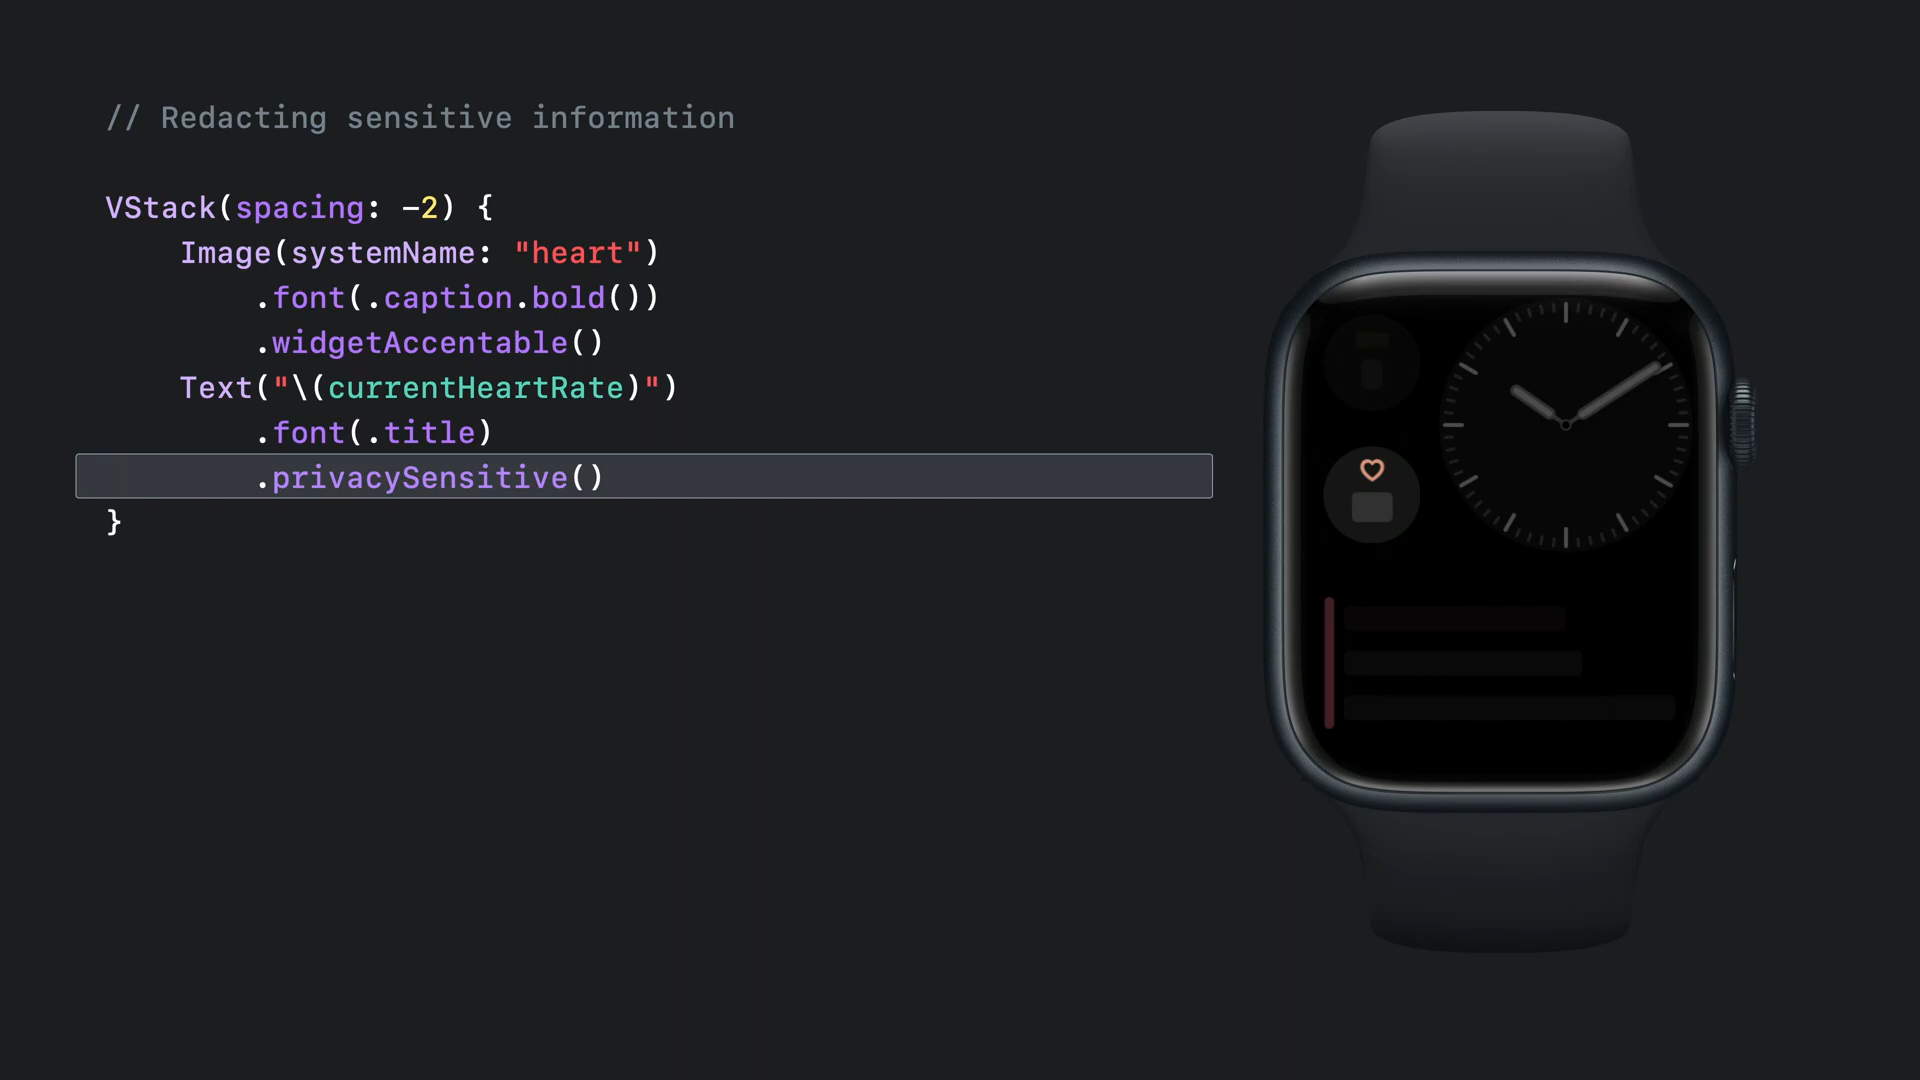 // Redacting sensitive information
VStack(spacing: -2) {
Image(systemName: "heart")
.font(.caption.bold())
.widgetAccentable()
Text("\(currentHeartRate)")
.font(.title)
.privacySensitive()
}